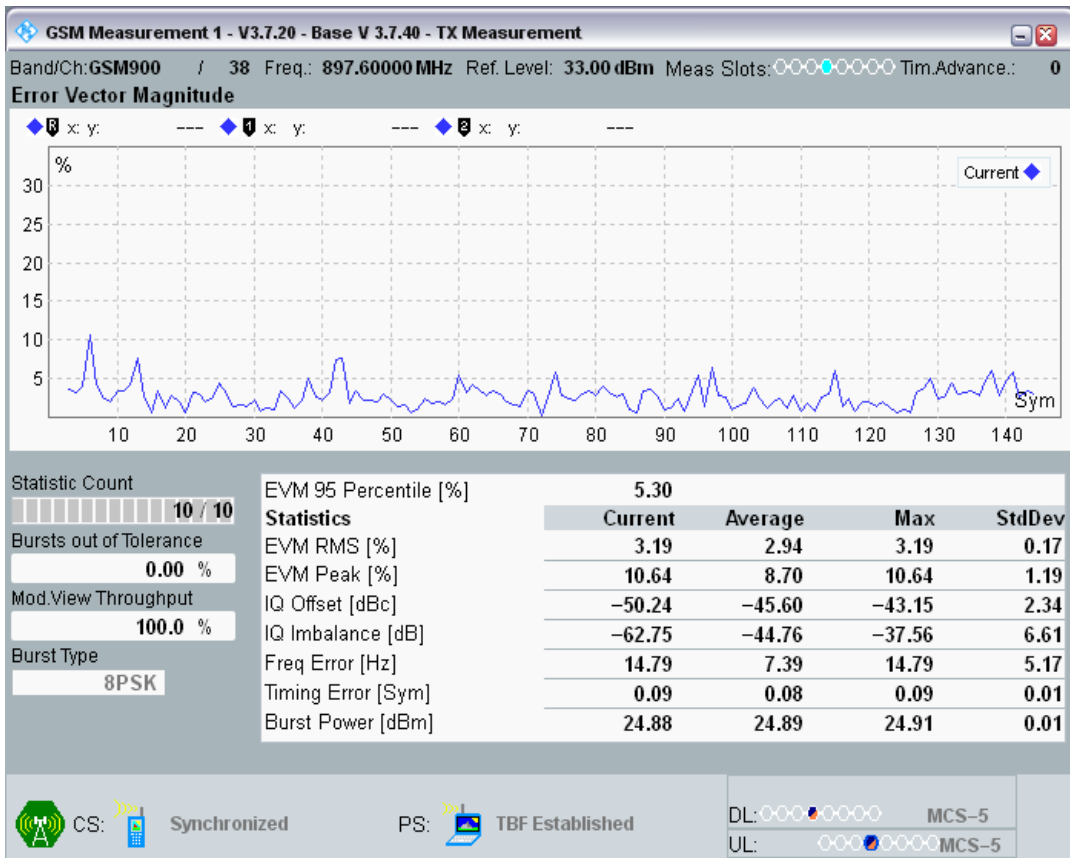 GSM Measurement 1 - V3.7.20 - Base V 3.7.40 - TX Measurement
Band/Ch:GSM900 / 38 Freq.: 897.60000 MHz Ref. Level: 33.00 dBm Meas Slots: Tim.Advance.: 0
Error Vector Magnitude
R x: y: --- 1 x: y: --- 2 x: y: ---
%
Current
30
25
20
15
10
5
Sym
10 20 30 40 50 60 70 80 90 100 110 120 130 140
Statistic Count
10 / 10
Bursts out of Tolerance
0.00 %
Mod.View Throughput
100.0 %
Burst Type
8PSK
EVM 95 Percentile [%] 5.30
Statistics Current Average Max StdDev
EVM RMS [%] 3.19 2.94 3.19 0.17
EVM Peak [%] 10.64 8.70 10.64 1.19
IQ Offset [dBc] −50.24 −45.60 −43.15 2.34
IQ Imbalance [dB] −62.75 −44.76 −37.56 6.61
Freq Error [Hz] 14.79 7.39 14.79 5.17
Timing Error [Sym] 0.09 0.08 0.09 0.01
Burst Power [dBm] 24.88 24.89 24.91 0.01
CS: Synchronized PS: TBF Established
DL: MCS−5
UL: MCS−5